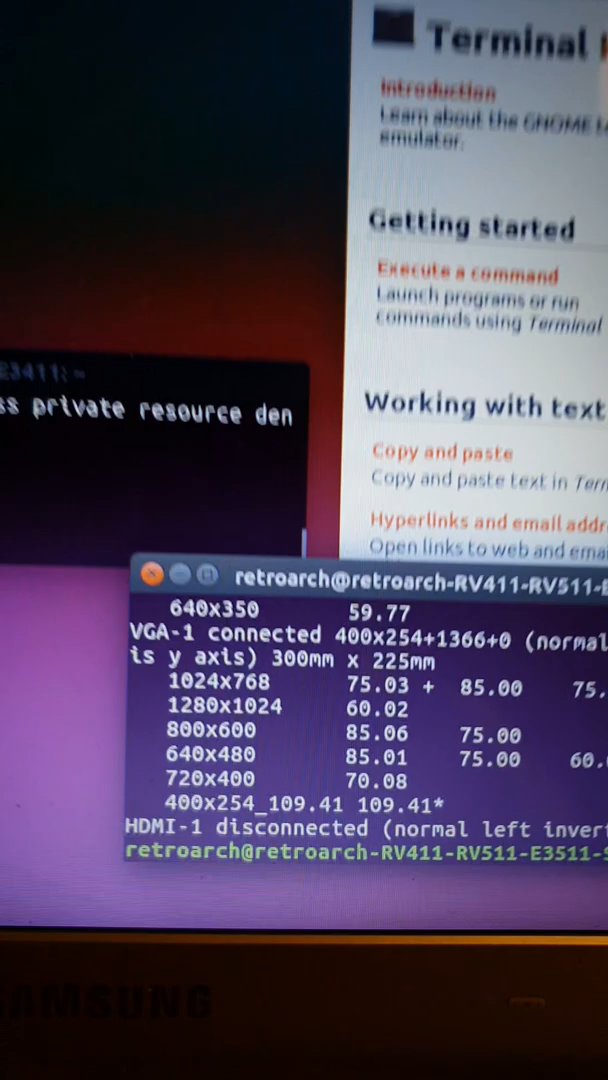 Terminal
Introduction
Learn about the GNOME
emulator.
Getting started
Execute a command
Launch programs or run
commands using Terminal
E3411: ~
ss private resource den
Working with text
Copy and paste
Copy and paste text in Term
Hyperlinks and email addr
Open links to web and emai
retroarch@retroarch-RV411-RV511-E
640x350 59.77
VGA-1 connected 400x254+1366+0 (normal
is y axis) 300mm x 225mm
1024x768 75.03 + 85.00 75.
1280x1024 60.02
800x600 85.06 75.00
640x480 85.01 75.00 60.0
720x400 70.08
400x254_109.41 109.41*
HDMI-1 disconnected (normal left invert
retroarch@retroarch-RV411-RV511-E3511-S
SAMSUNG